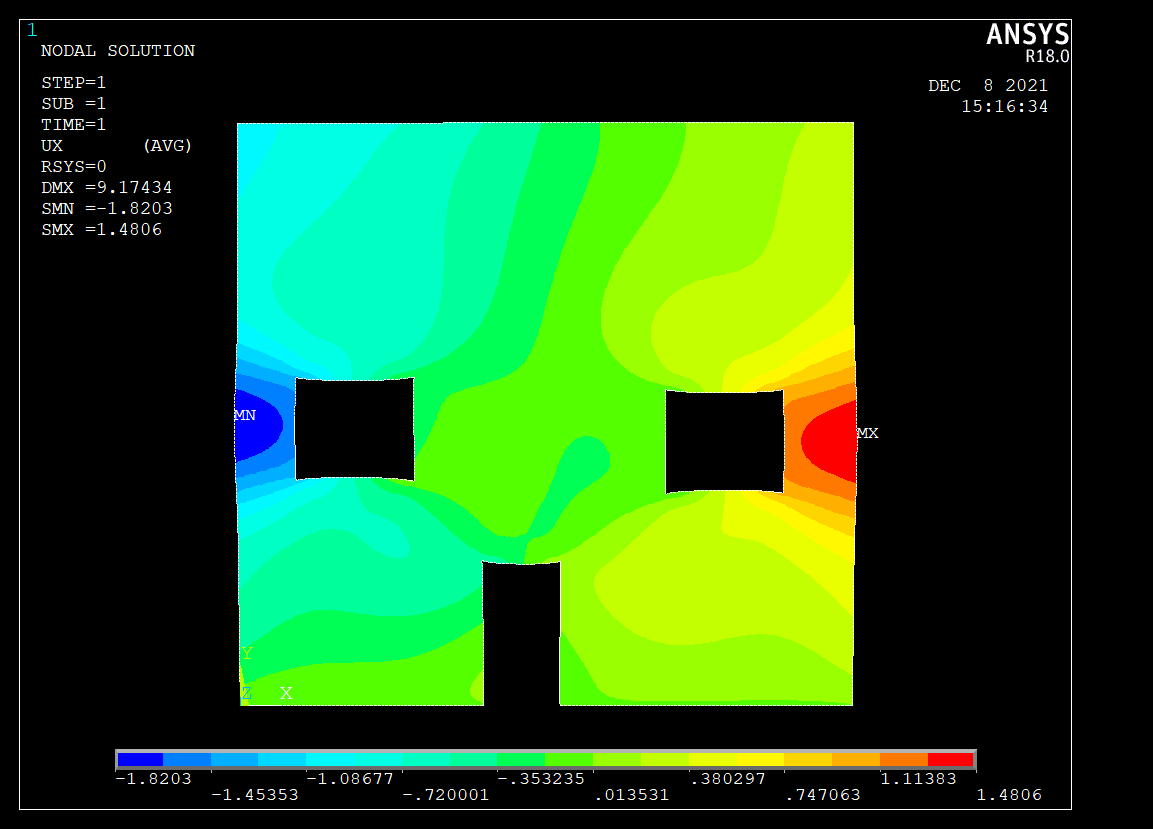 1
ANSYS
R18.0
NODAL SOLUTION
STEP=1
SUB =1
TIME=1
UX (AVG)
RSYS=0
DMX =9.17434
SMN =-1.8203
SMX =1.4806
DEC 8 2021
15:16:34
MN
MX
Y
Z X
-1.8203 -1.08677 -.353235 .380297 1.11383
-1.45353 -.720001 .013531 .747063 1.4806